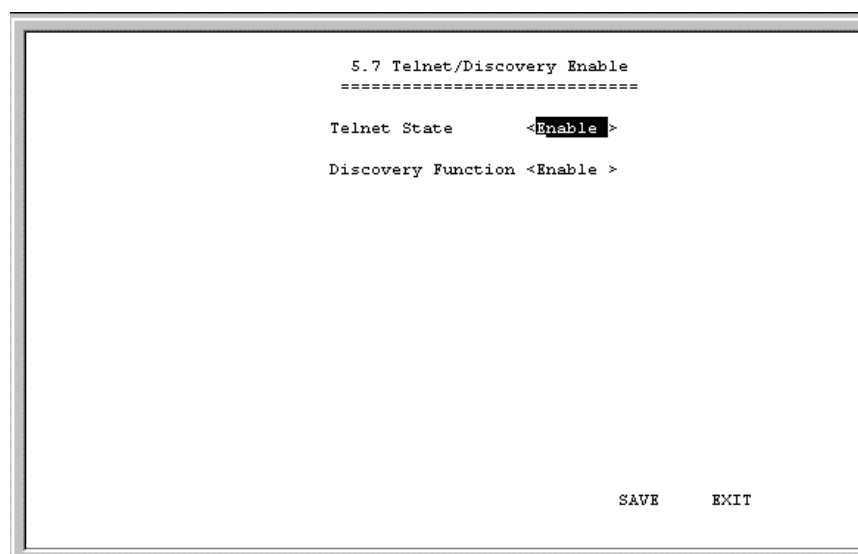 5.7 Telnet/Discovery Enable
=============================
Telnet State <Enable >
Discovery Function <Enable >
SAVE EXIT